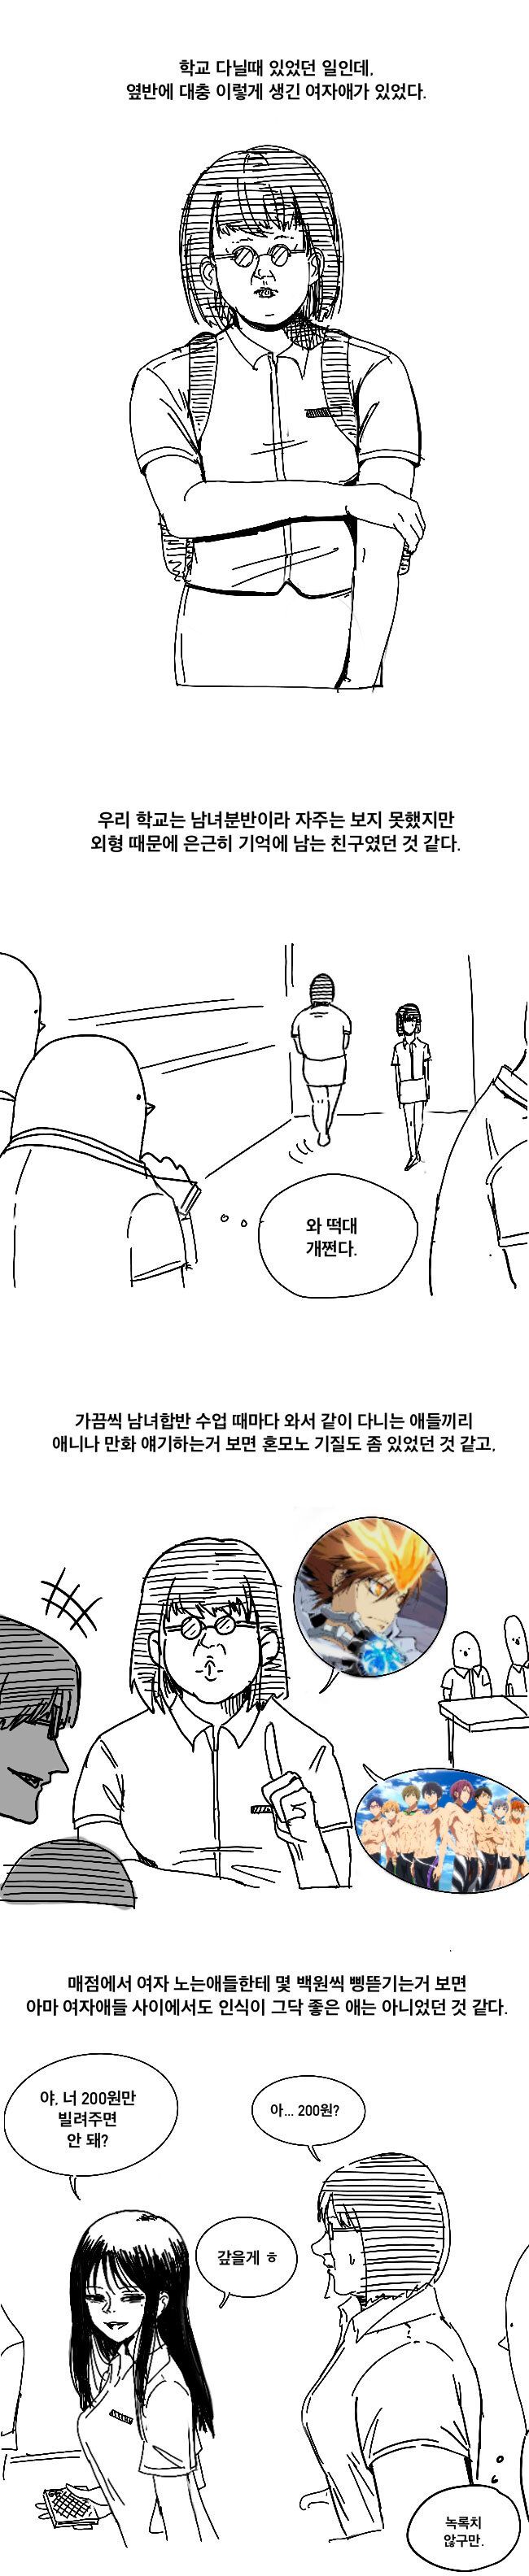 학교 다닐때 있었던 일인데,
옆반에 대충 이렇게 생긴 여자애가 있었다.
우리 학교는 남녀분반이라 자주는 보지 못했지만
외형 때문에 은근히 기억에 남는 친구였던 것 같다.
와 떡대
개쩐다.
가끔씩 남녀합반 수업 때마다 와서 같이 다니는 애들끼리
애니나 만화 얘기하는거 보면 혼모노 기질도 좀 있었던 것 같고,
매점에서 여자 노는애들한테 몇 백원씩 삥뜯기는거 보면
아마 여자애들 사이에서도 인식이 그닥 좋은 애는 아니었던 것 같다.
야, 너 200원만
빌려주면
안 돼?
아... 200원?
갚을게 ㅎ
녹록치
않구만.